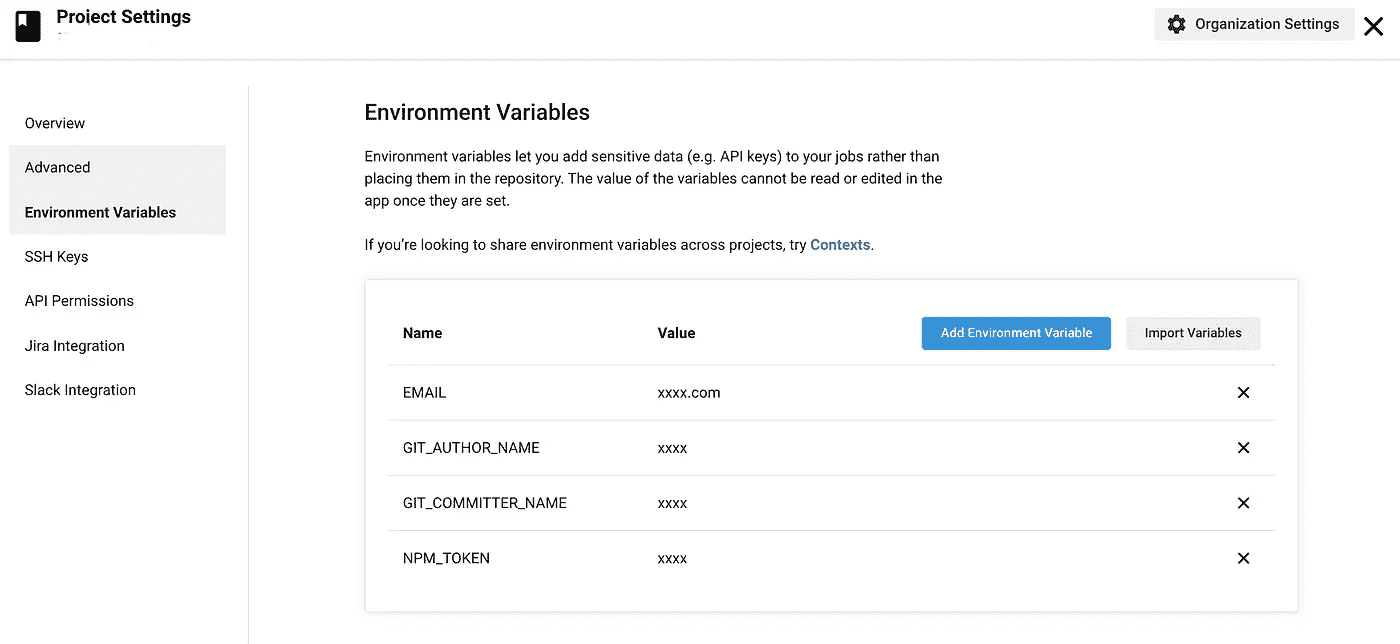 Project Settings
Organization Settings
Overview
Advanced
Environment Variables
SSH Keys
API Permissions
Jira Integration
Slack Integration
Environment Variables
Environment variables let you add sensitive data (e.g. API keys) to your jobs rather than
placing them in the repository. The value of the variables cannot be read or edited in the
app once they are set.
If you’re looking to share environment variables across projects, try Contexts.
Name Value Add Environment Variable Import Variables
EMAIL xxxx.com
GIT_AUTHOR_NAME xxxx
GIT_COMMITTER_NAME xxxx
NPM_TOKEN xxxx